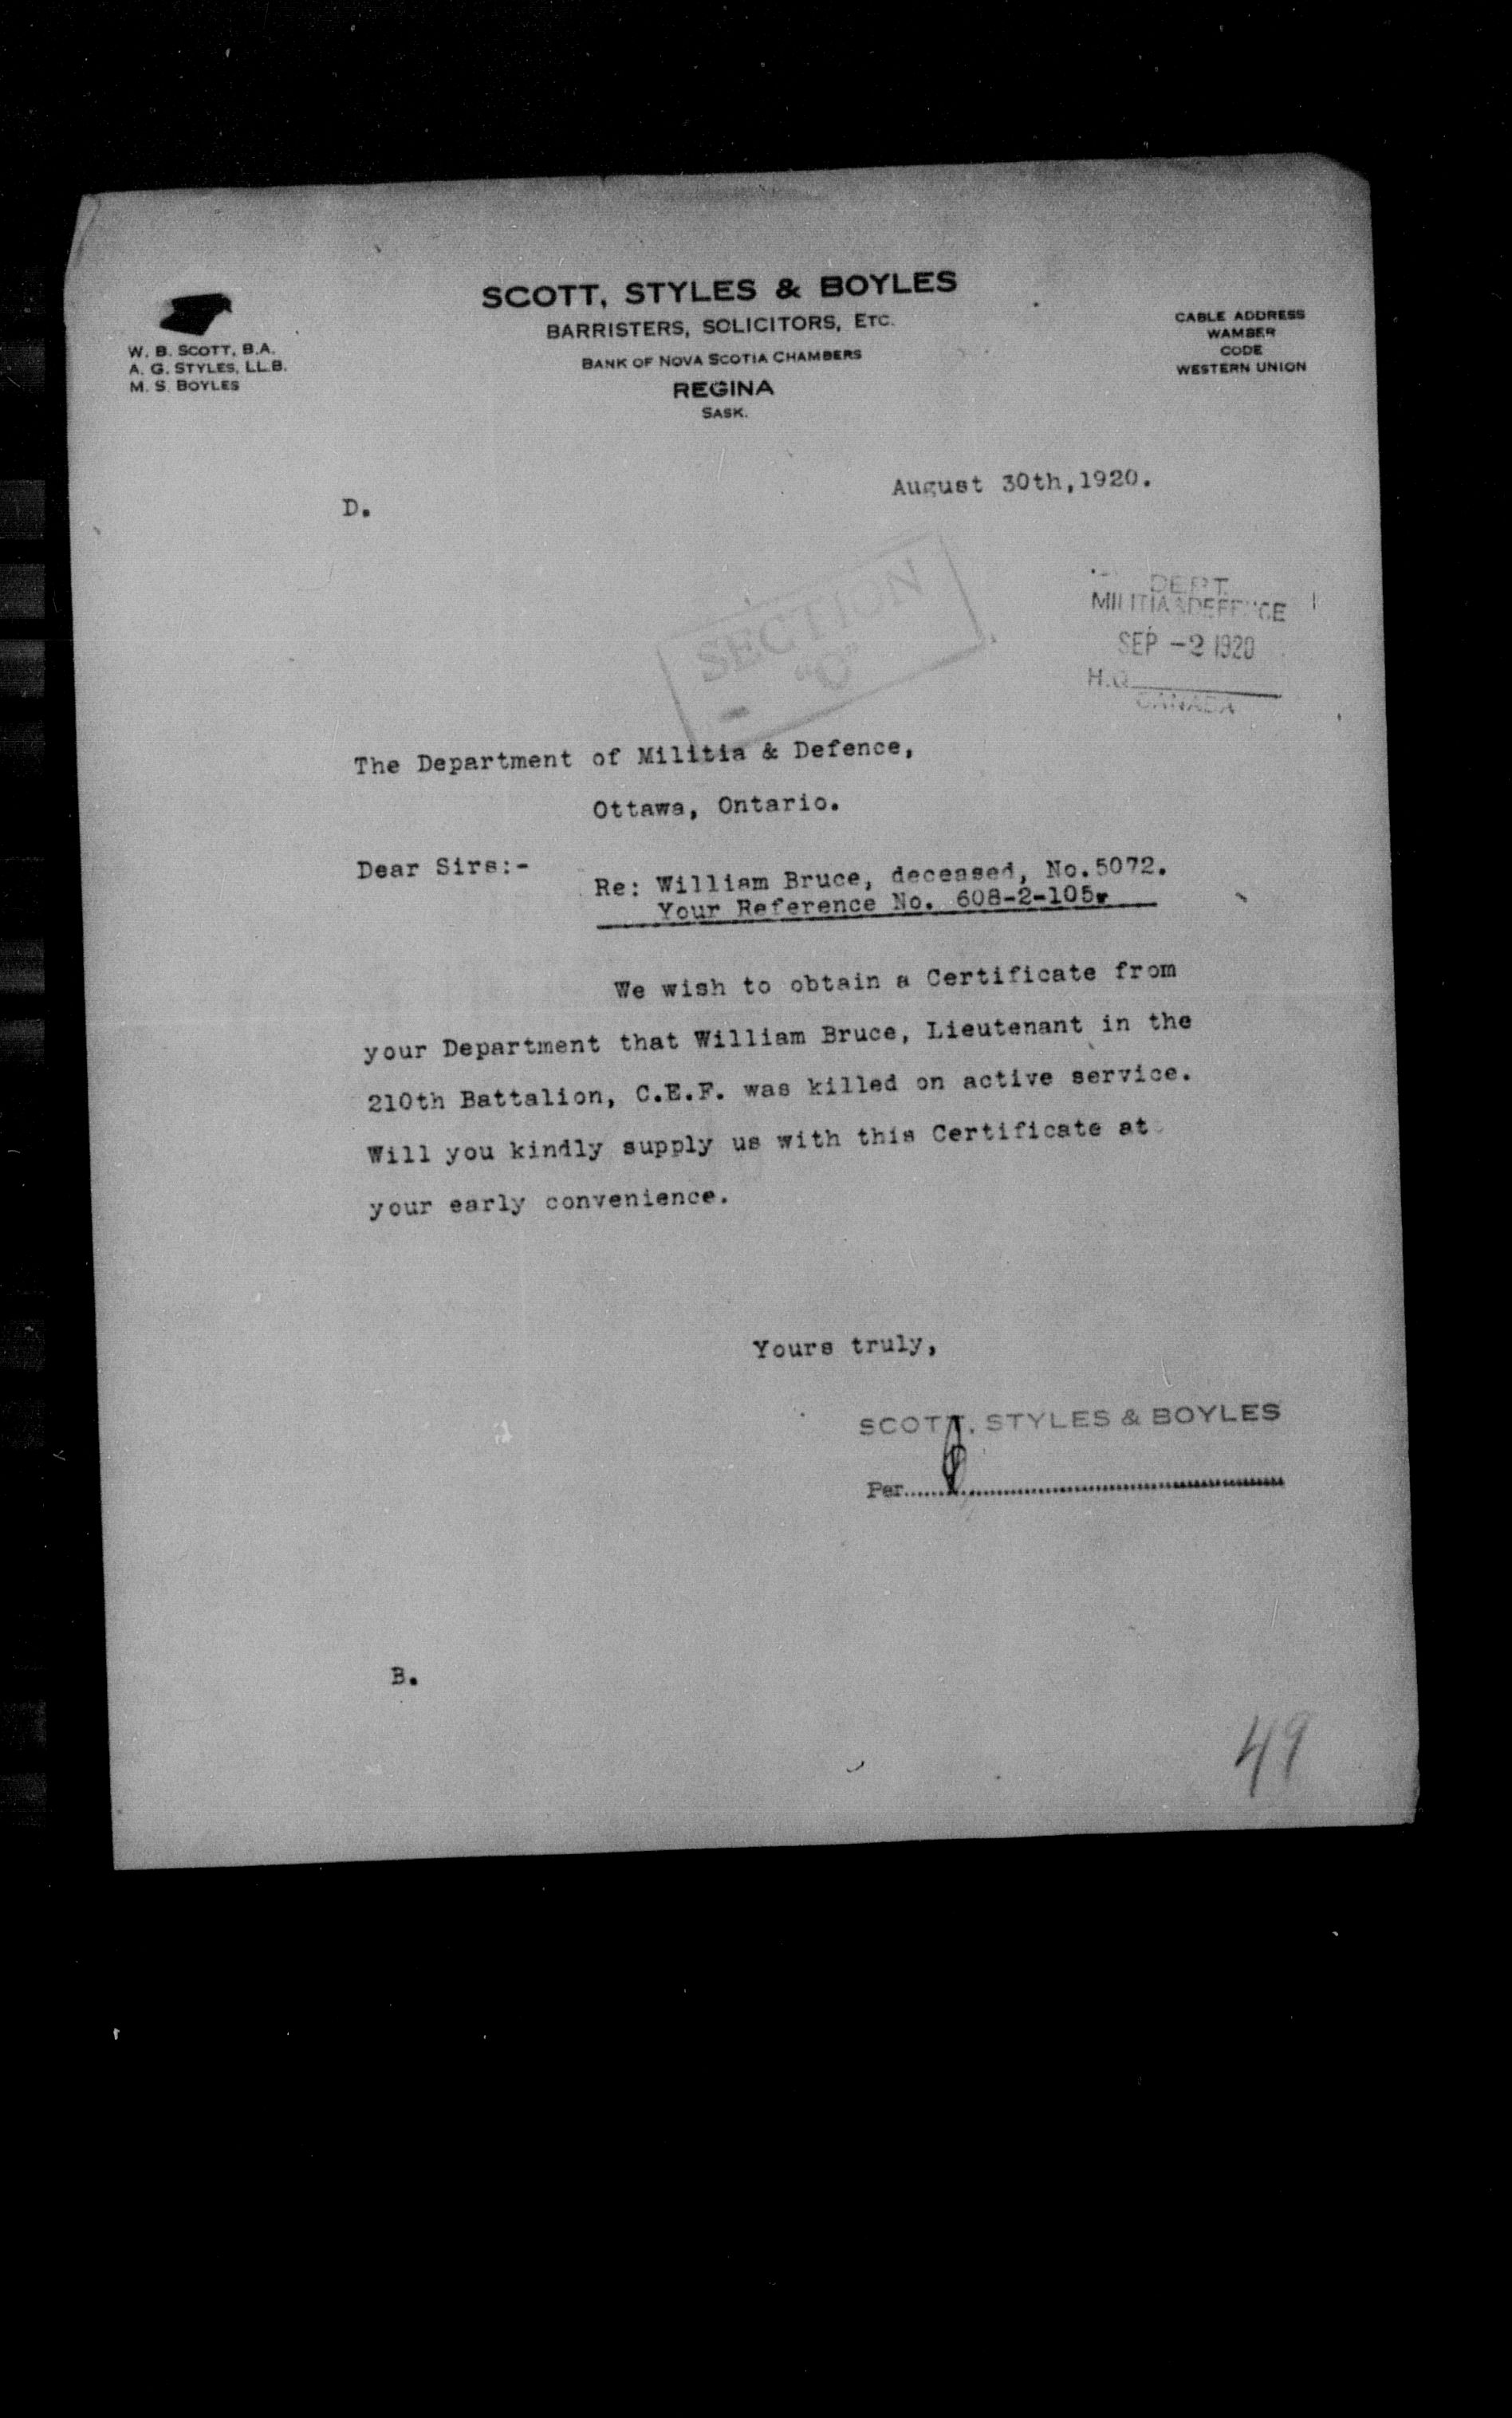 SCOTT, STYLES & BOYLES
BARRISTERS, SOLICITORS, ETC.
BANK OF NOVA SCOTIA CHAMBERS
REGINA
SASK.
W. B. SCOTT, B.A.
A. G. STYLES, LL.B.
M. S. BOYLES
CABLE ADDRESS
WAMBER
CODE
WESTERN UNION
August 30th,1920.
D.
SECTION
"C"
DEPT.
MILITIA & DEFENCE
SEP -2 1920
H.Q.
CANADA
The Department of Militia & Defence,
Ottawa, Ontario.
Dear Sirs:-
Re: William Bruce, deceased, No.5072.
Your Reference No. 608-2-105.
We wish to obtain a Certificate from
your Department that William Bruce, Lieutenant in the
210th Battalion, C.E.F. was killed on active service.
Will you kindly supply us with this Certificate at
your early convenience.
Yours truly,
SCOTT, STYLES & BOYLES
Per
B.
49